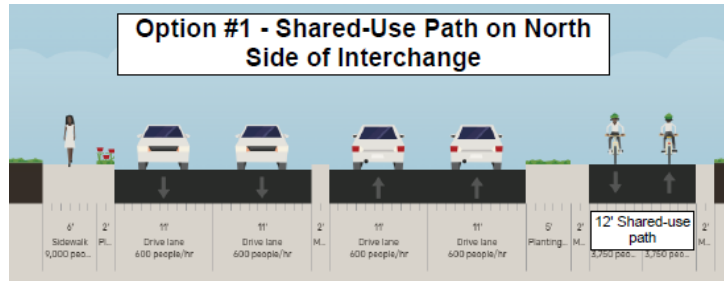 Option #1 - Shared-Use Path on North
Side of Interchange
6' 2' 11' 11' 2' 11' 11' 5' 2' 12' Shared-use 2'
Sidewalk Pl... Drive lane Drive lane M... Drive lane Drive lane Planting... M... path M...
9,000 peo... 600 people/hr 600 people/hr 600 people/hr 600 people/hr 3,750 peo... 3,750 peo...